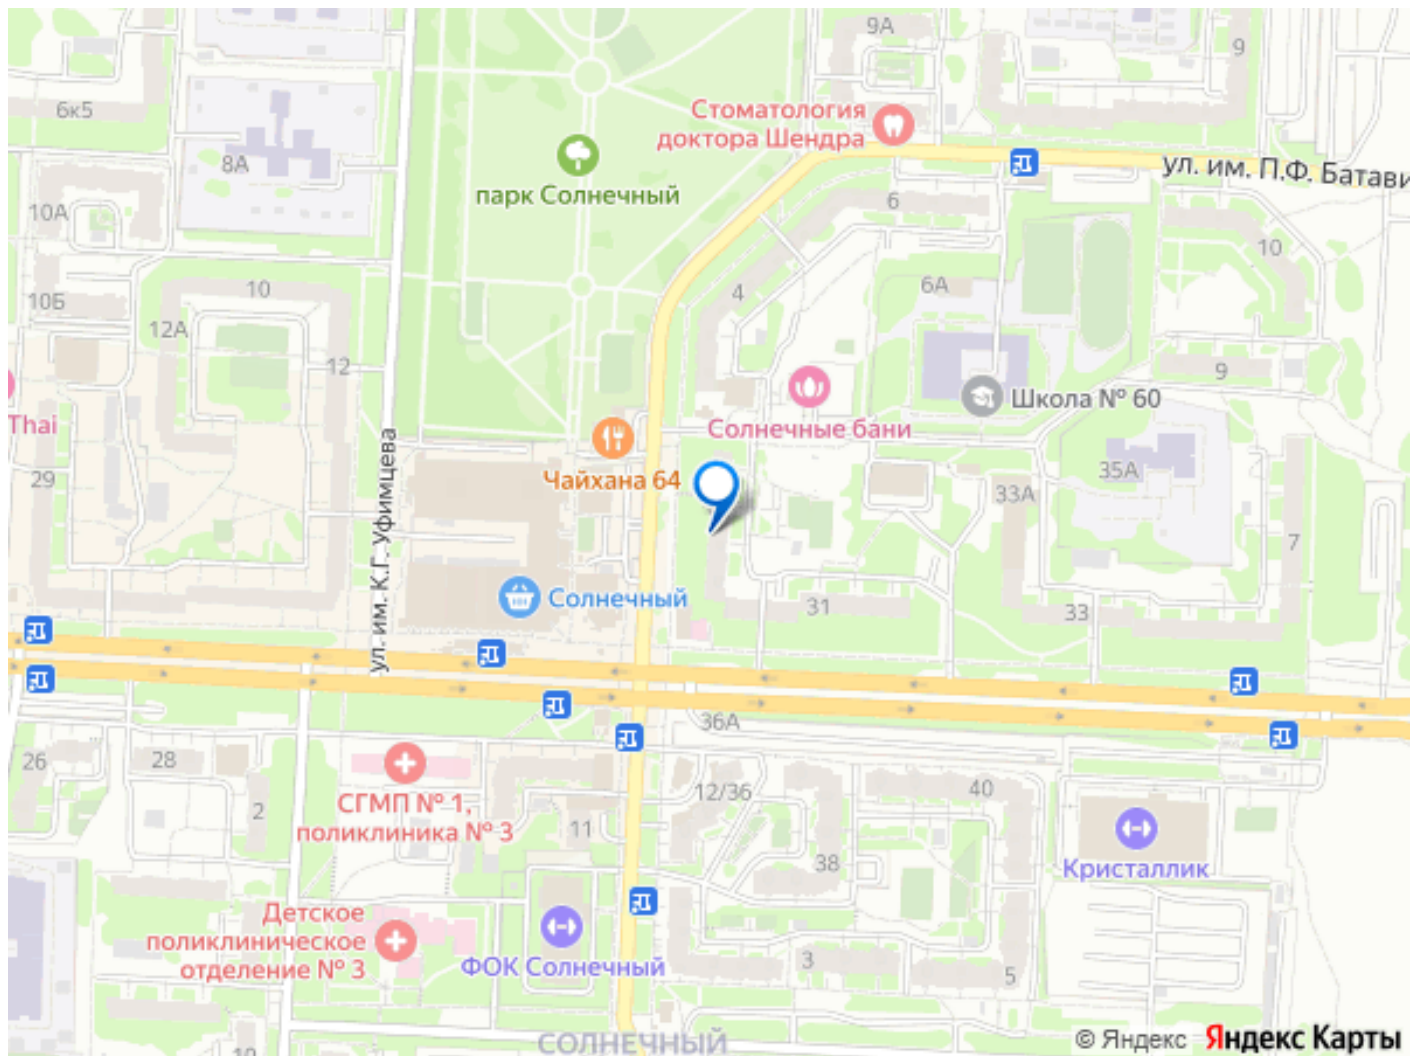 9А
9
6к5
Стоматология
доктора Шендра
8А
ул. им. П.Ф. Батави
парк Солнечный
6
10А
10
10
6А
4
10Б
12А
12
9
Школа № 60
Thai
Солнечные бани
ул. им. К.Г. Уфимцева
29
Чайхана 64
35А
33А
7
Солнечный
31
33
36А
26
28
12/36
40
2
СГМП № 1,
поликлиника № 3
11
38
Кристаллик
Детское
поликлиническое
отделение № 3
ФОК Солнечный
3
5
СОЛНЕЧНЫЙ
© Яндекс Яндекс Карты